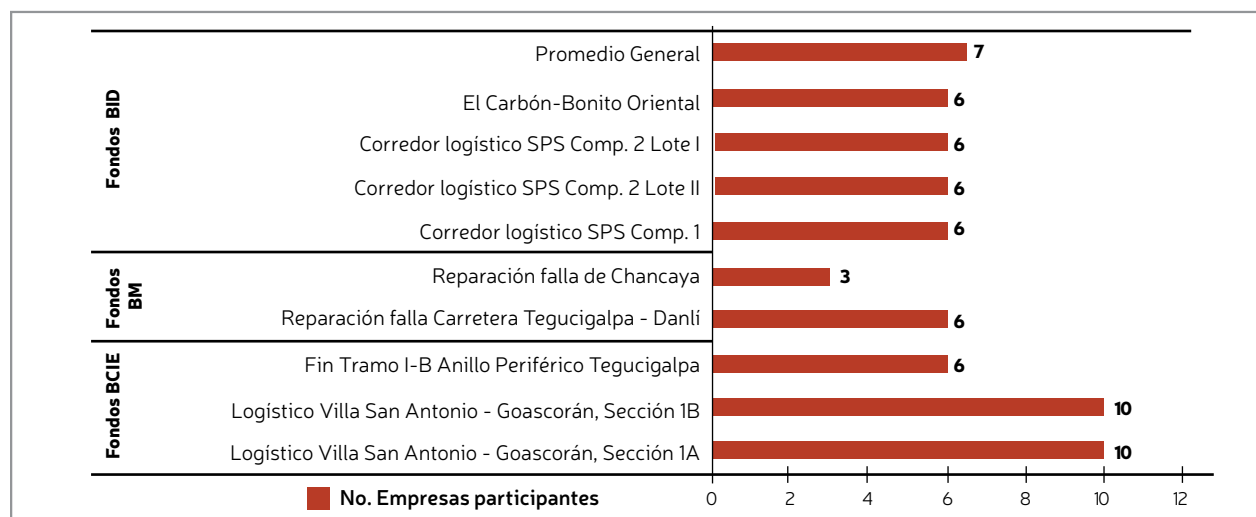 Fondos BID
Promedio General 7
El Carbón-Bonito Oriental 6
Corredor logístico SPS Comp. 2 Lote I 6
Corredor logístico SPS Comp. 2 Lote II 6
Corredor logístico SPS Comp. 1 6
Fondos
BM
Reparación falla de Chancaya 3
Reparación falla Carretera Tegucigalpa - Danlí 6
Fondos BCIE
Fin Tramo I-B Anillo Periférico Tegucigalpa 6
Logístico Villa San Antonio - Goascorán, Sección 1B 10
Logístico Villa San Antonio - Goascorán, Sección 1A 10
No. Empresas participantes
0 2 4 6 8 10 12